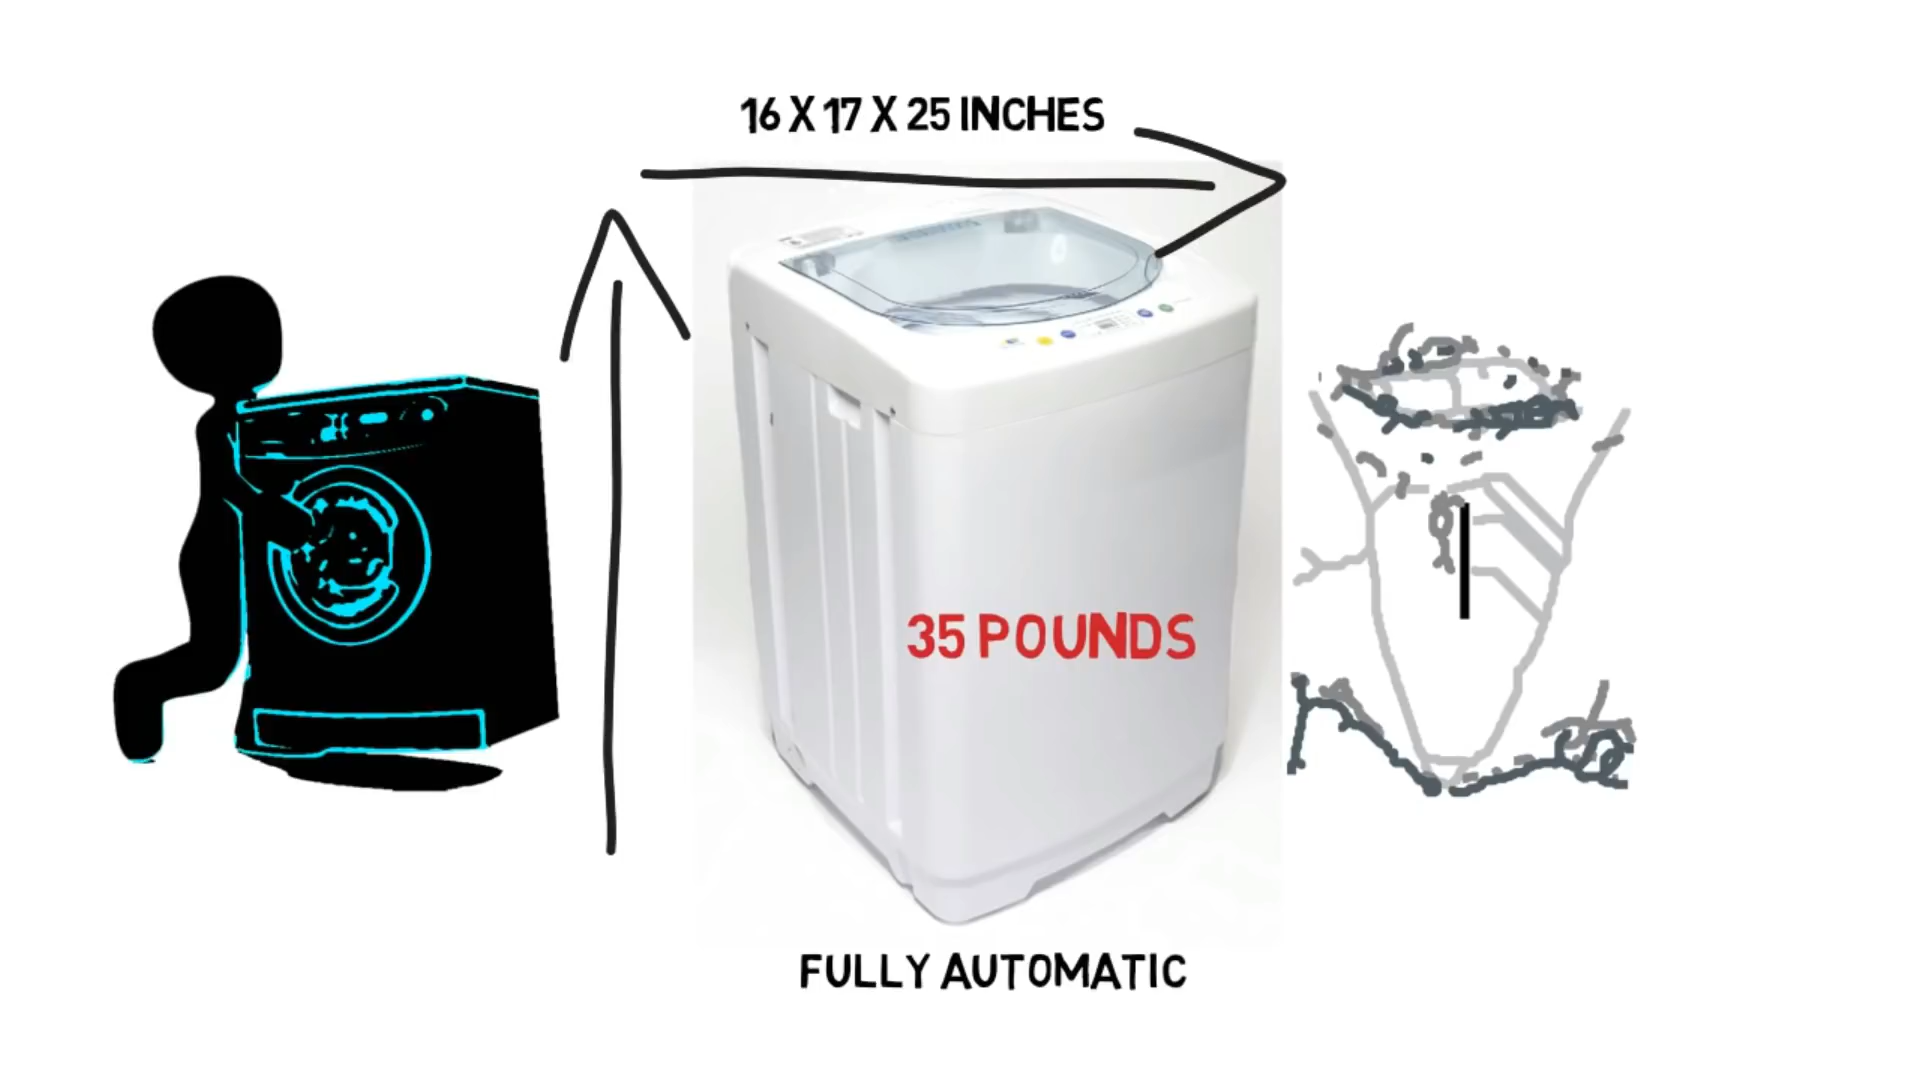 16 X 17 X 25 INCHES
35 POUNDS
FULLY AUTOMATIC